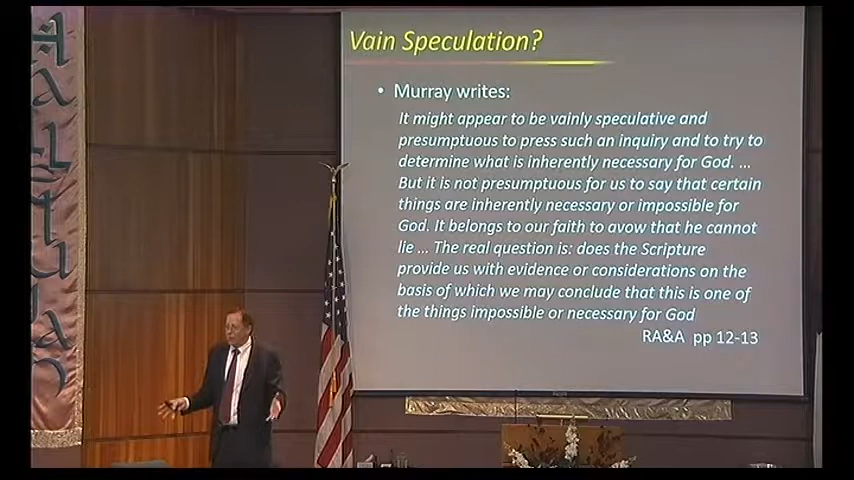 Vain Speculation?
• Murray writes:
It might appear to be vainly speculative and
presumptuous to press such an inquiry and to try to
determine what is inherently necessary for God. ...
But it is not presumptuous for us to say that certain
things are inherently necessary or impossible for
God. It belongs to our faith to avow that he cannot
lie ... The real question is: does the Scripture
provide us with evidence or considerations on the
basis of which we may conclude that this is one of
the things impossible or necessary for God
RA&A pp 12-13